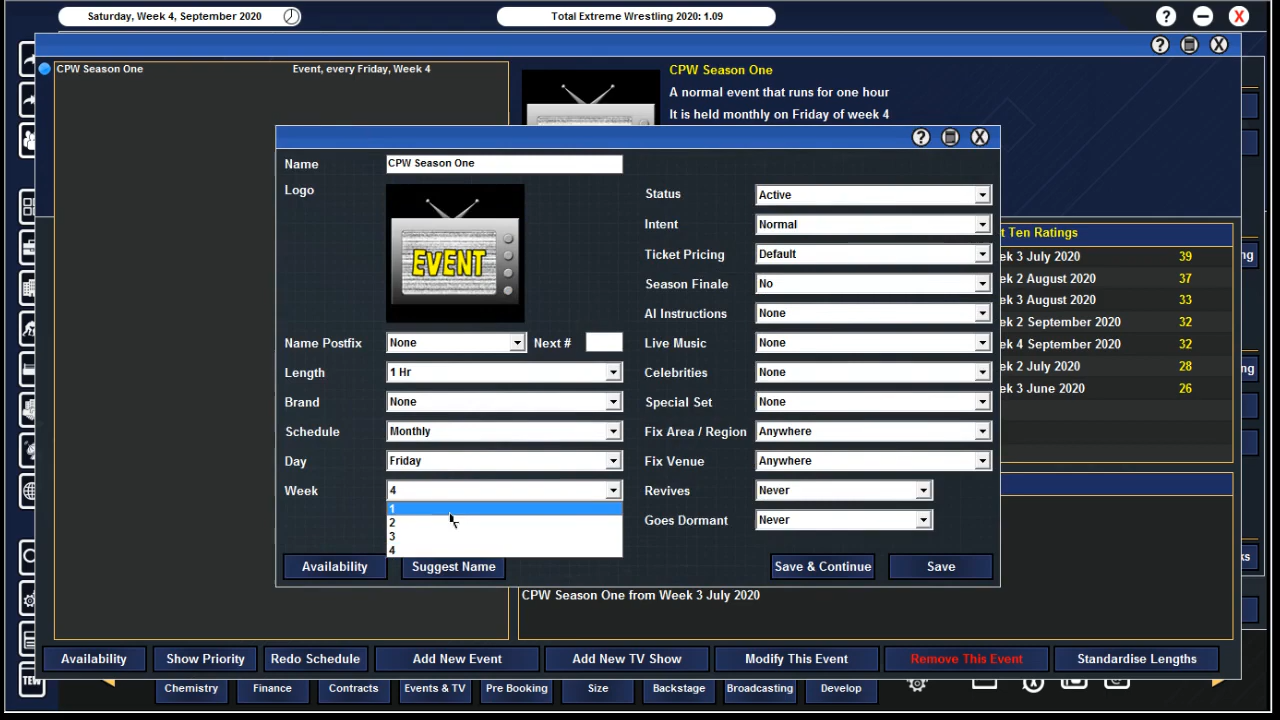 Saturday, Week 4, September 2020
Total Extreme Wrestling 2020: 1.09
? X
? X
CPW Season One
Event, every Friday, Week 4
CPW Season One
A normal event that runs for one hour
It is held monthly on Friday of week 4
? X
Name CPW Season One
Logo
EVENT
Name Postfix None Next #
Length 1 Hr
Brand None
Schedule Monthly
Day Friday
Week 4
1
2
3
4
Status Active
Intent Normal
Ticket Pricing Default
Season Finale No
AI Instructions None
Live Music None
Celebrities None
Special Set None
Fix Area / Region Anywhere
Fix Venue Anywhere
Revives Never
Goes Dormant Never
Availability Suggest Name Save & Continue Save
t Ten Ratings
ek 3 July 2020 39
ek 2 August 2020 37
ek 3 August 2020 33
ek 2 September 2020 32
ek 4 September 2020 32
ek 2 July 2020 28
ek 3 June 2020 26
ng
ng
ks
CPW Season One from Week 3 July 2020
Availability Show Priority Redo Schedule Add New Event Add New TV Show Modify This Event Remove This Event Standardise Lengths
TEW
Chemistry Finance Contracts Events & TV Pre Booking Size Backstage Broadcasting Develop